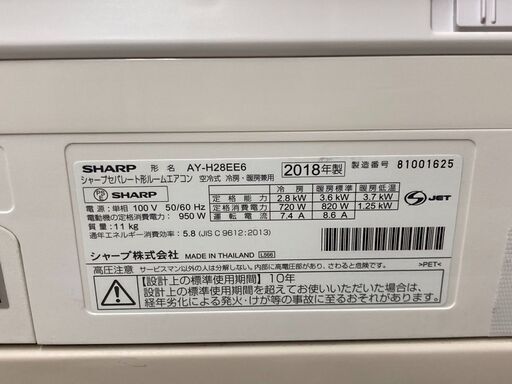 SHARP 形名 AY-H28EE6 2018年製 製造番号 81001625
シャープセパレート形ルームエアコン 空冷式 冷房・暖房兼用
PS E SHARP
電源:単相 100 V 50/60 Hz
電動機の定格消費電力: 950 W
質量:11 kg
通年エネルギー消費効率: 5.8 (JIS C 9612:2013)
冷房 暖房標準 暖房低温
定格能力 2.8 kW 3.6 kW 3.7 kW
定格消費電力 720 W 820 W 1.25 kW
運転電流 7.4 A 8.6 A
S JET
シャープ株式会社 MADE IN THAILAND L566
高圧注意 サービスマン以外の人は分解しない。内部に高電圧部があり、さわると危険です。 >PET<
【設計上の標準使用期間】10年
設計上の標準使用期間を超えてお使いいただいた場合は、
経年劣化による発火・けが等の事故に至るおそれがあります。